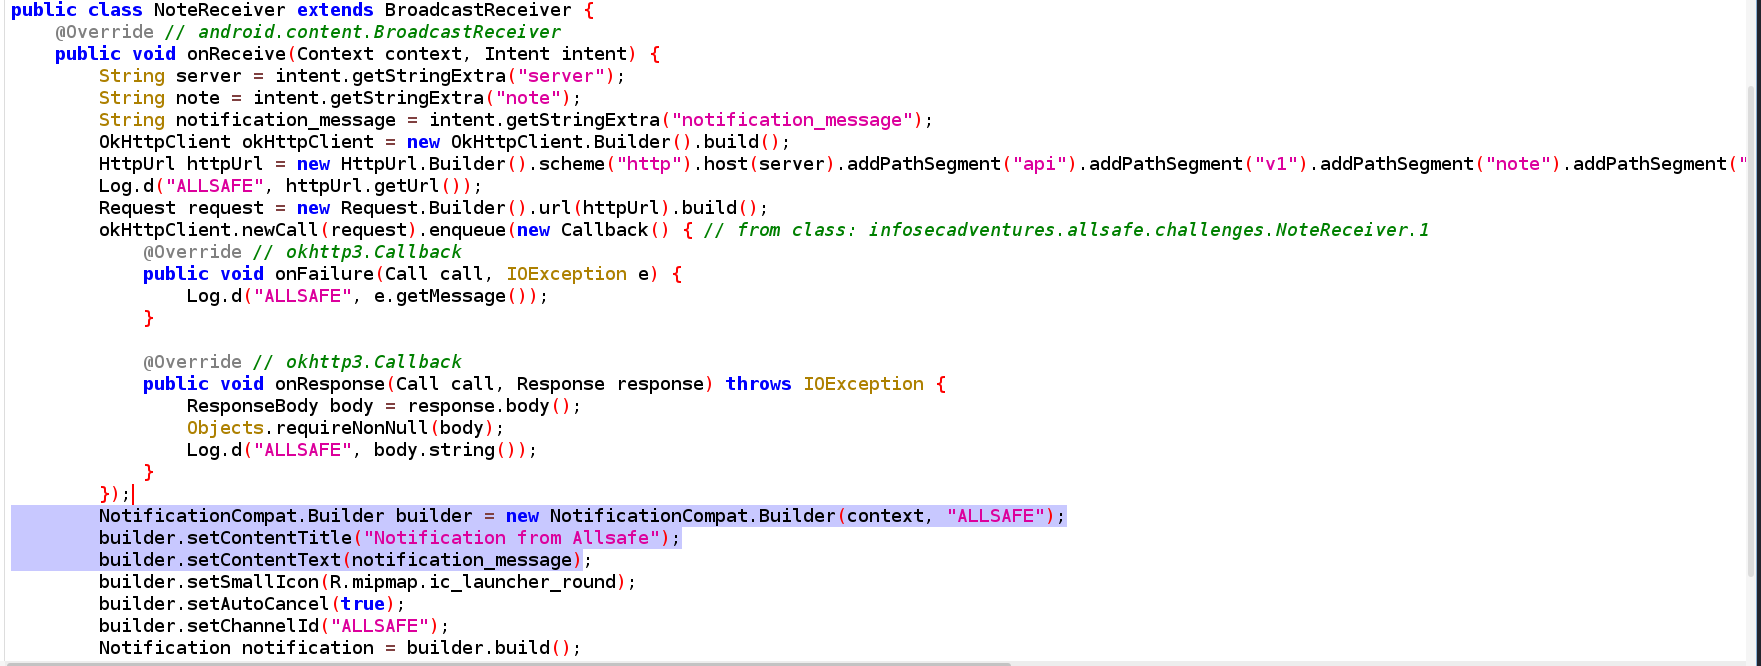 public class NoteReceiver extends BroadcastReceiver {
    @Override // android.content.BroadcastReceiver
    public void onReceive(Context context, Intent intent) {
        String server = intent.getStringExtra("server");
        String note = intent.getStringExtra("note");
        String notification_message = intent.getStringExtra("notification_message");
        OkHttpClient okHttpClient = new OkHttpClient.Builder().build();
        HttpUrl httpUrl = new HttpUrl.Builder().scheme("http").host(server).addPathSegment("api").addPathSegment("v1").addPathSegment("note").addPathSegment("
        Log.d("ALLSAFE", httpUrl.getUrl());
        Request request = new Request.Builder().url(httpUrl).build();
        okHttpClient.newCall(request).enqueue(new Callback() { // from class: infosecadventures.allsafe.challenges.NoteReceiver.1
            @Override // okhttp3.Callback
            public void onFailure(Call call, IOException e) {
                Log.d("ALLSAFE", e.getMessage());
            }

            @Override // okhttp3.Callback
            public void onResponse(Call call, Response response) throws IOException {
                ResponseBody body = response.body();
                Objects.requireNonNull(body);
                Log.d("ALLSAFE", body.string());
            }
        });
        NotificationCompat.Builder builder = new NotificationCompat.Builder(context, "ALLSAFE");
        builder.setContentTitle("Notification from Allsafe");
        builder.setContentText(notification_message);
        builder.setSmallIcon(R.mipmap.ic_launcher_round);
        builder.setAutoCancel(true);
        builder.setChannelId("ALLSAFE");
        Notification notification = builder.build();